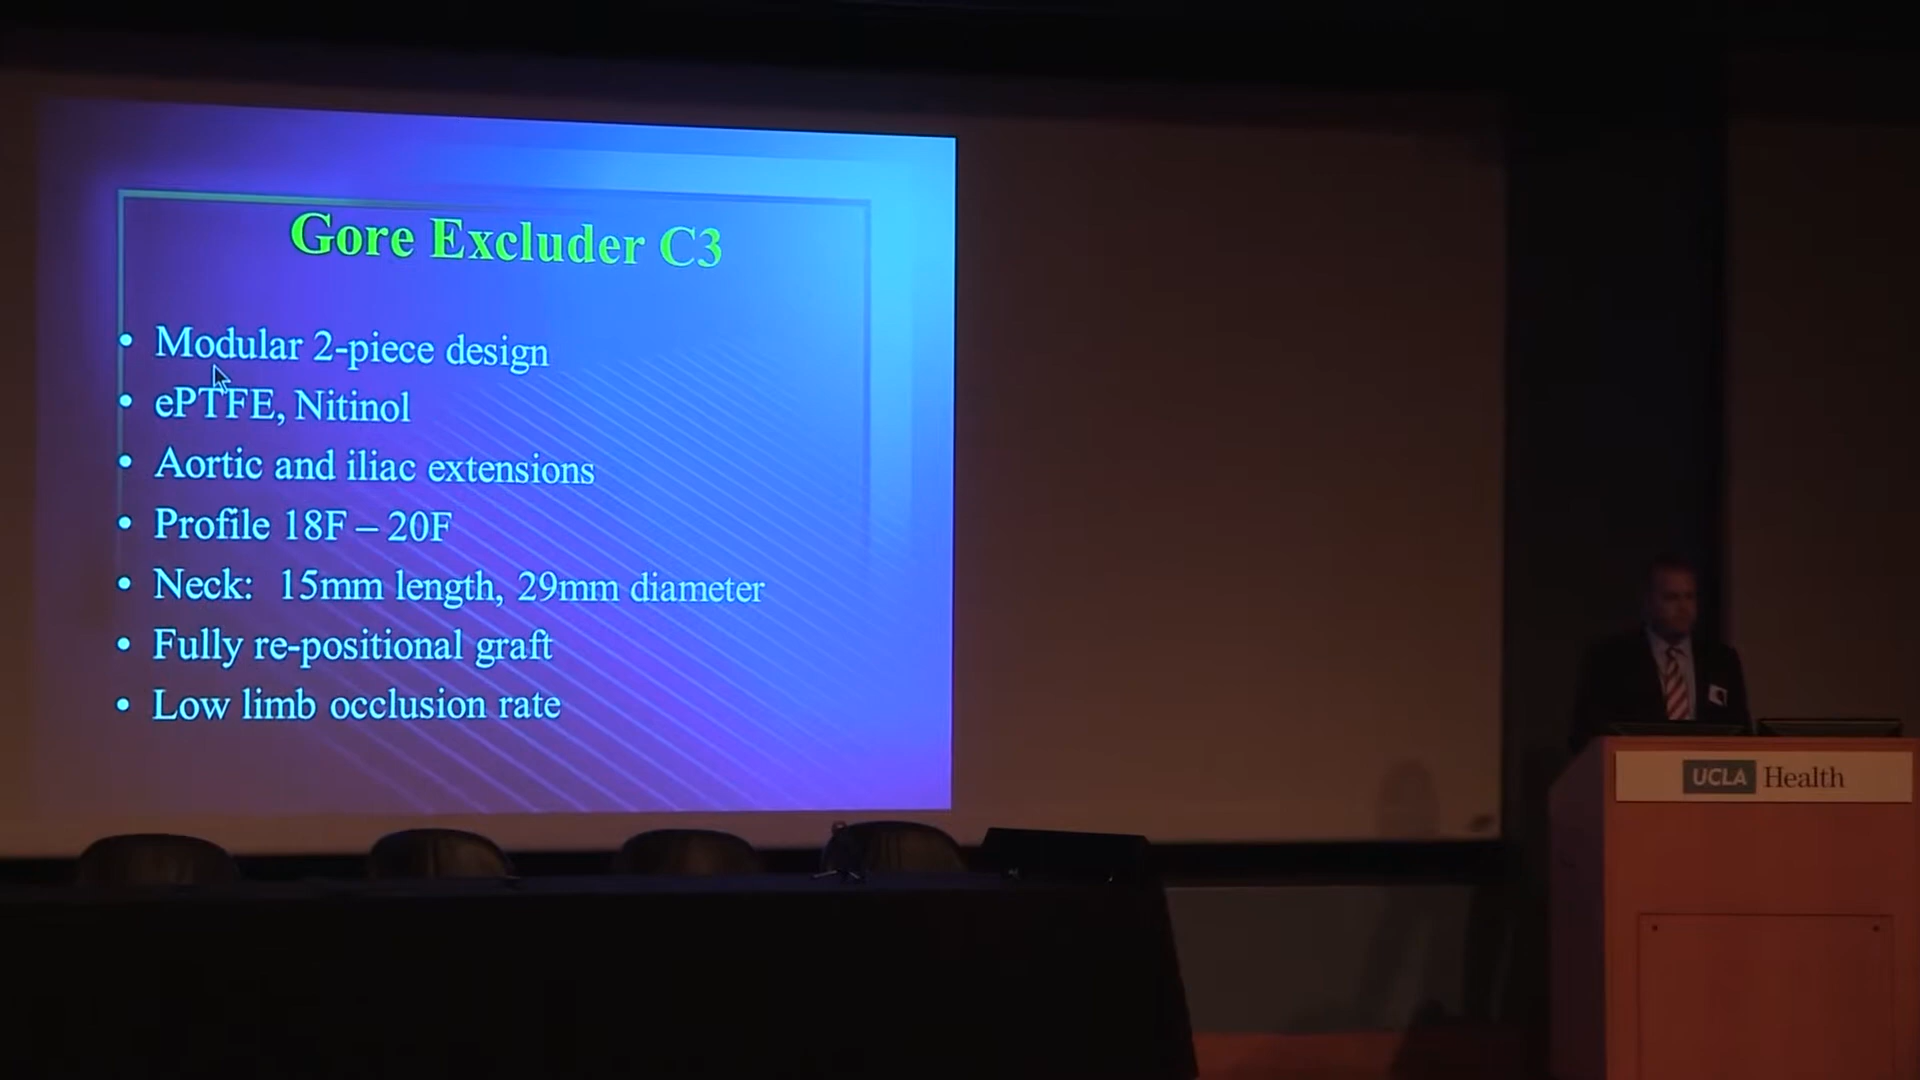 Gore Excluder C3
• Modular 2-piece design
• ePTFE, Nitinol
• Aortic and iliac extensions
• Profile 18F – 20F
• Neck: 15mm length, 29mm diameter
• Fully re-positional graft
• Low limb occlusion rate
UCLA Health